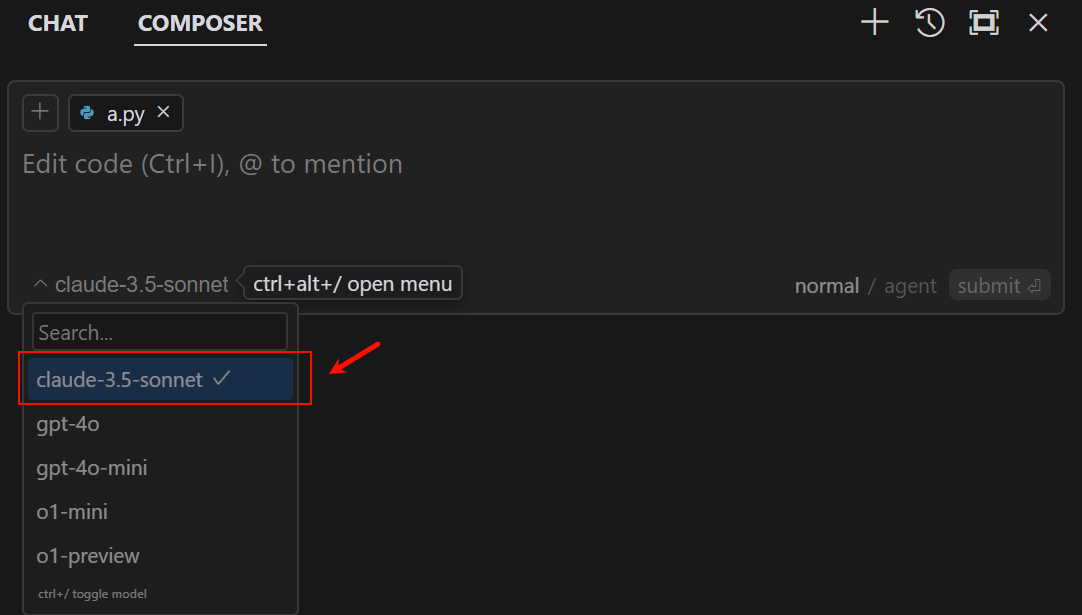 CHAT COMPOSER
a.py
Edit code (Ctrl+I), @ to mention
claude-3.5-sonnet ctrl+alt+/ open menu normal / agent submit
Search...
claude-3.5-sonnet
gpt-4o
gpt-4o-mini
o1-mini
o1-preview
ctrl+/ toggle model